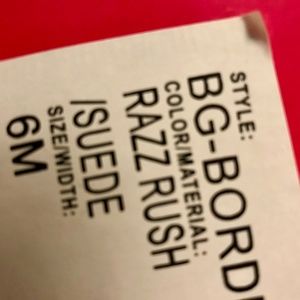 STYLE:
BG-BORD
COLOR/MATERIAL:
RAZZ RUSH
/SUEDE
SIZE/WIDTH:
6M